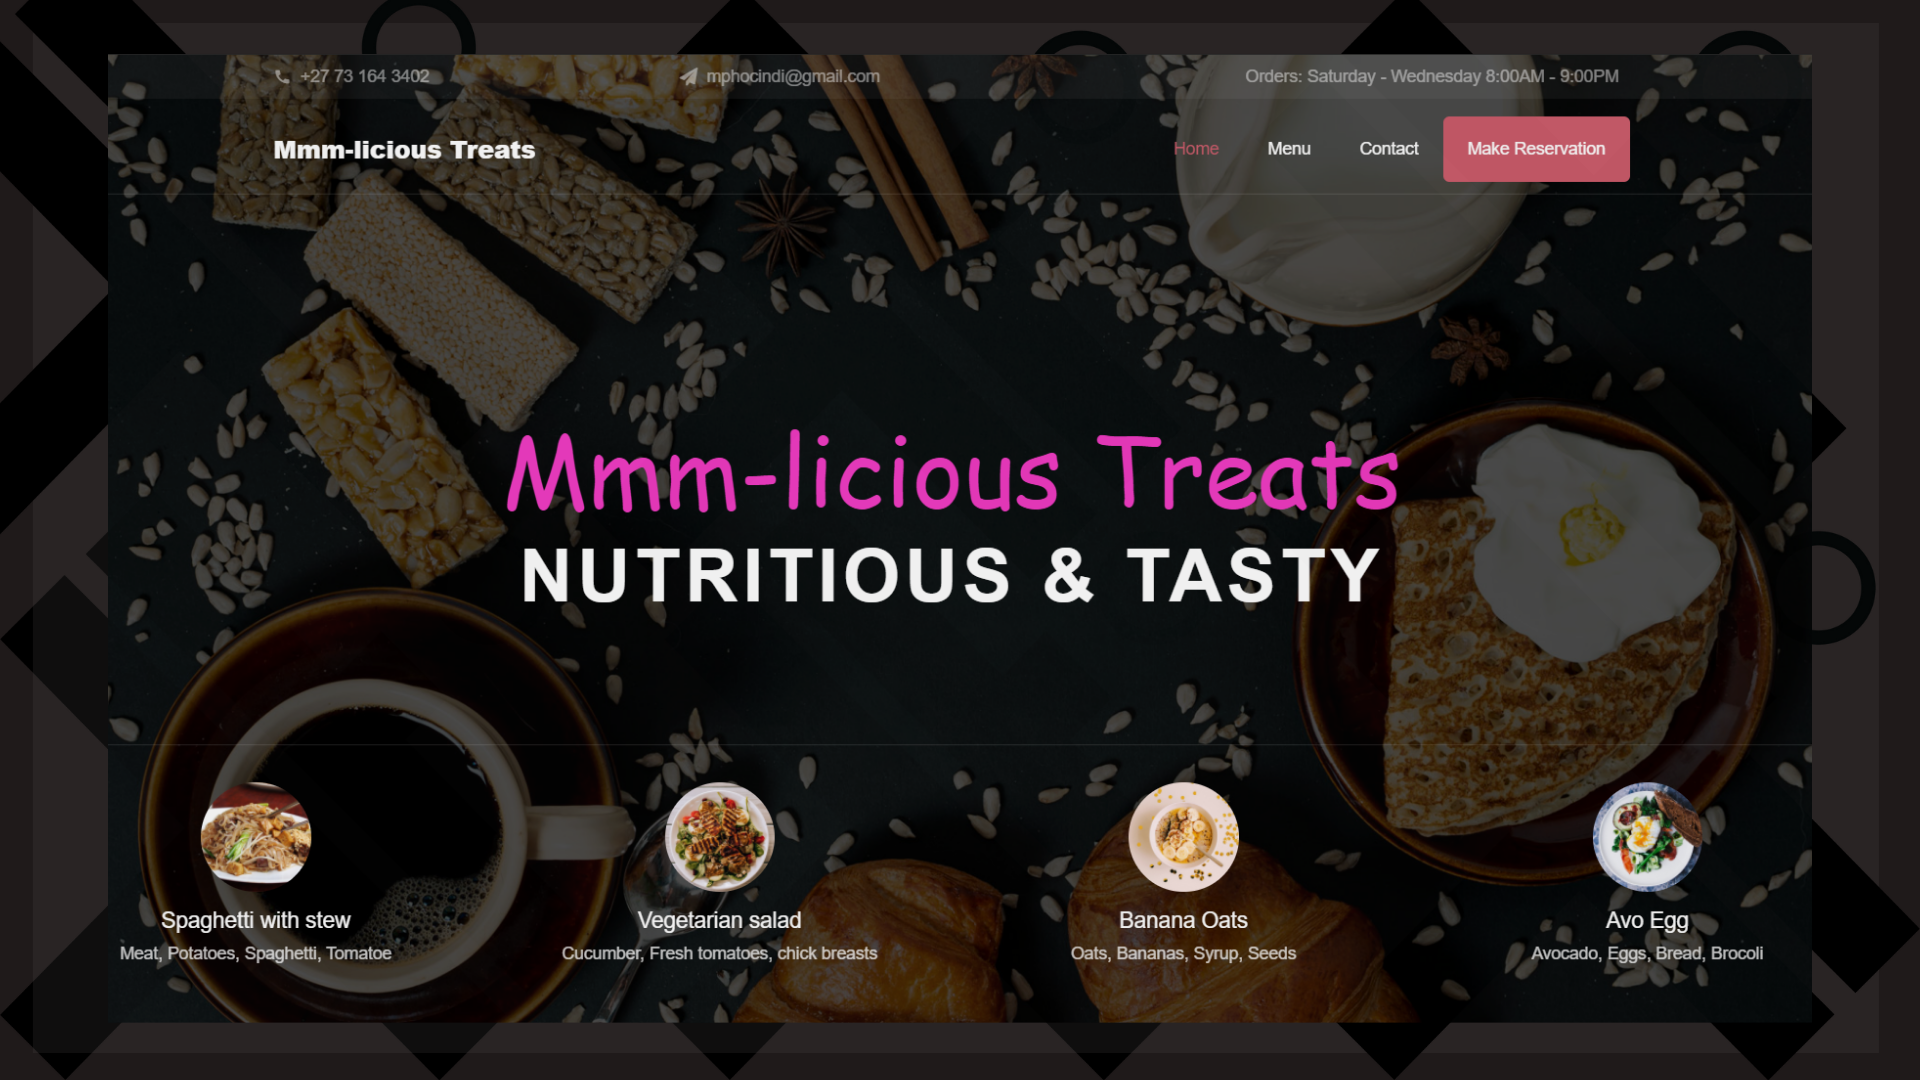 +27 73 164 3402
mphocindi@gmail.com
Orders: Saturday - Wednesday 8:00AM - 9:00PM
Mmm-licious Treats
Home
Menu
Contact
Make Reservation
Mmm-licious Treats
NUTRITIOUS & TASTY
Spaghetti with stew
Meat, Potatoes, Spaghetti, Tomatoe
Vegetarian salad
Cucumber, Fresh tomatoes, chick breasts
Banana Oats
Oats, Bananas, Syrup, Seeds
Avo Egg
Avocado, Eggs, Bread, Brocoli